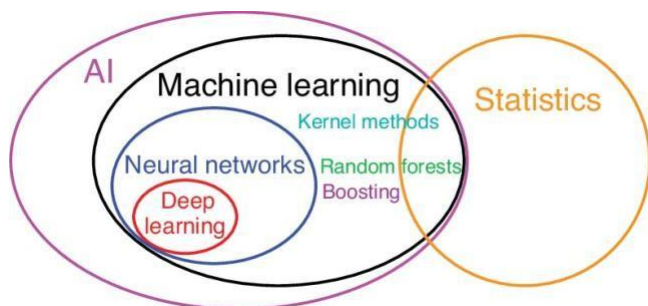 AI
Machine learning
Statistics
Kernel methods
Neural networks
Random forests
Boosting
Deep
learning